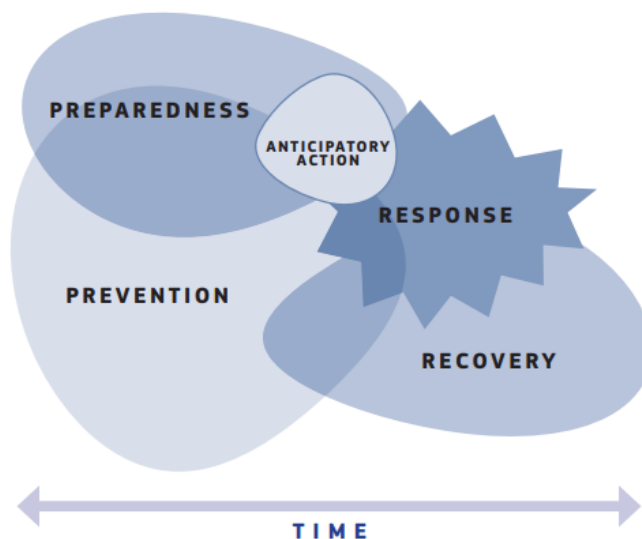 PREPAREDNESS
ANTICIPATORY
ACTION
RESPONSE
PREVENTION
RECOVERY
TIME